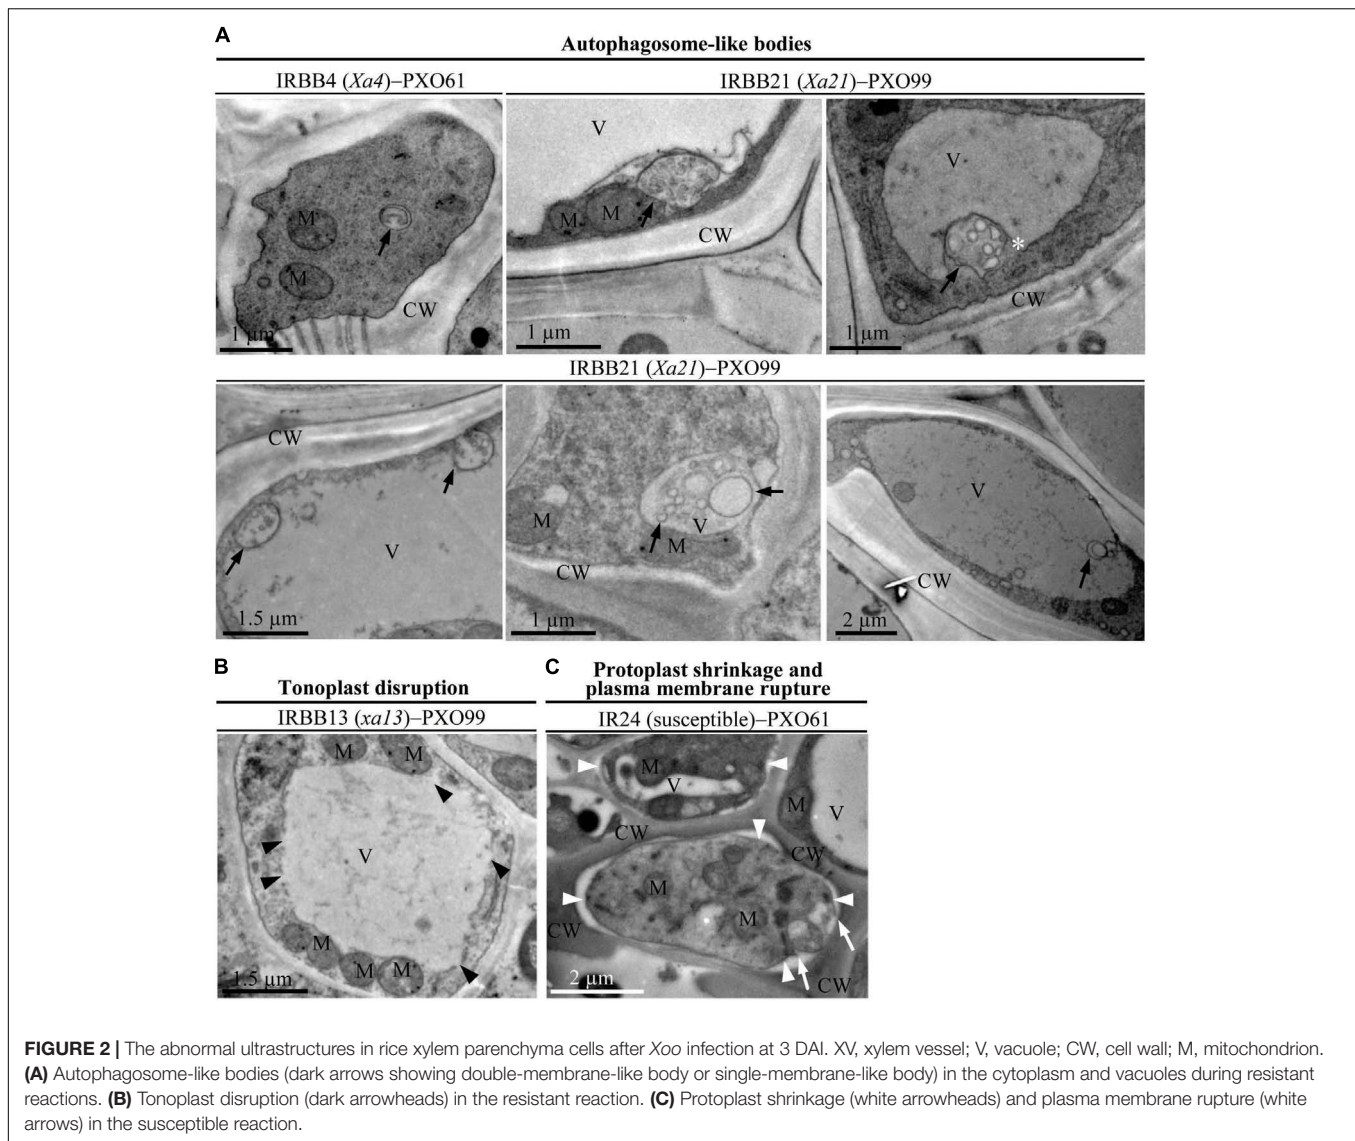 A
Autophagosome-like bodies
IRBB4 (Xa4)–PXO61
IRBB21 (Xa21)–PXO99
M
M
CW
1 µm
V
M
M
CW
1 µm
V
*
CW
1 µm
IRBB21 (Xa21)–PXO99
CW
V
1.5 µm
M
V
M
CW
1 µm
V
CW
2 µm
B
Tonoplast disruption
IRBB13 (xa13)–PXO99
M
M
V
M
M
M
1.5 µm
C
Protoplast shrinkage and
plasma membrane rupture
IR24 (susceptible)–PXO61
M
V
M
V
CW
CW
M
M
CW
CW
2 µm
FIGURE 2 | The abnormal ultrastructures in rice xylem parenchyma cells after Xoo infection at 3 DAI. XV, xylem vessel; V, vacuole; CW, cell wall; M, mitochondrion.
(A) Autophagosome-like bodies (dark arrows showing double-membrane-like body or single-membrane-like body) in the cytoplasm and vacuoles during resistant
reactions. (B) Tonoplast disruption (dark arrowheads) in the resistant reaction. (C) Protoplast shrinkage (white arrowheads) and plasma membrane rupture (white
arrows) in the susceptible reaction.